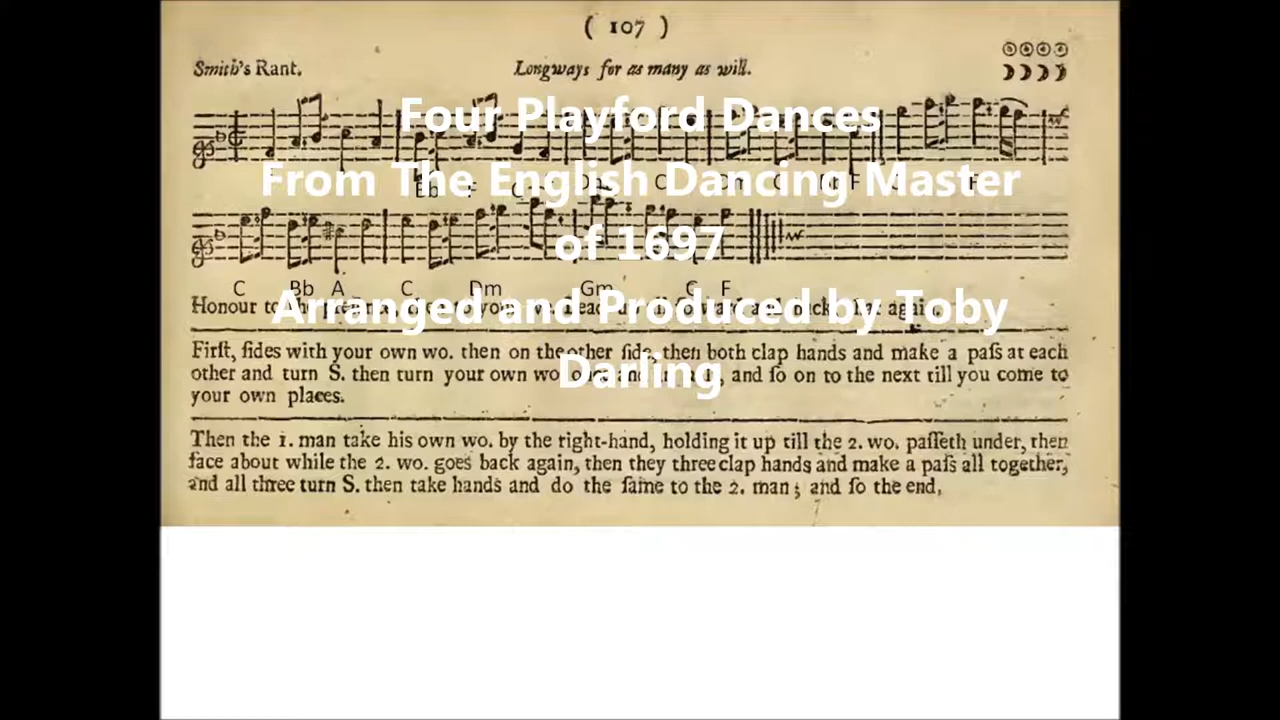 ( 107 )
Smith's Rant. Longways for as many as will.
Four Playford Dances
From The English Dancing Master
of 1697
Arranged and Produced by Toby
Darling
Eb F C Dm C F
C Bb A C Dm Gm C F
Honour to the
again,
Firſt, ſides with your own wo. then on the other ſide, then both clap hands and make a paſs at each
other and turn S. then turn your own wo and ſo on to the next till you come to
your own places.
Then the 1. man take his own wo. by the right-hand, holding it up till the 2. wo. paſſeth under, then
face about while the 2. wo. goes back again, then they three clap hands and make a paſs all together,
and all three turn S. then take hands and do the ſame to the 2. man; and ſo the end,